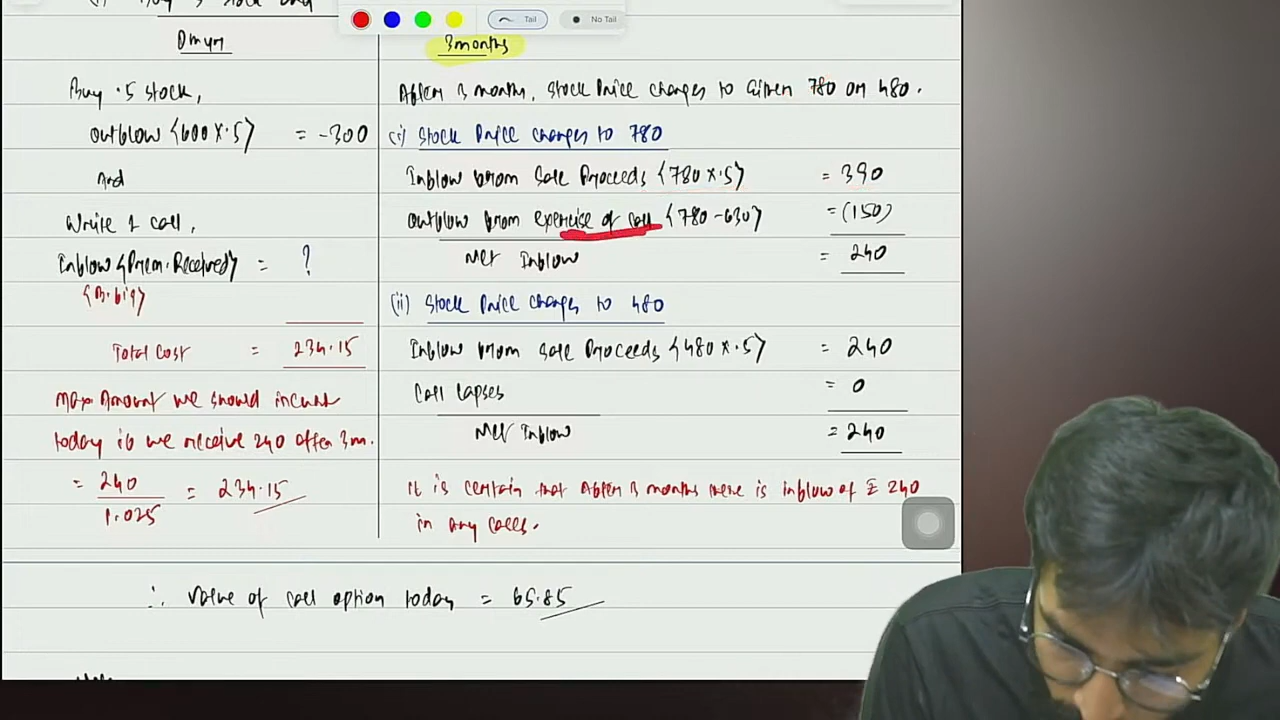 Tail
No Tail
3 months
Buy .5 stock,
outflow {600 x .5} = -300
And
Write 1 call,
Inflow {Prem. Received} = ?
{B.fig}
Total Cost = 234.15
Max. Amount we should incur
today if we receive 240 after 3m.
= 240 / 1.025 = 234.15
After 3 months, Stock Price changes to Either 780 or 480.
(i) Stock Price changes to 780
Inflow from Sale Proceeds {780 x .5} = 390
Outflow from exercise of call {780-630} = (150)
Net Inflow = 240
(ii) Stock Price changes to 480
Inflow from Sale Proceeds {480 x .5} = 240
Call Lapses = 0
Net Inflow = 240
It is certain that After 3 months there is inflow of ₹ 240
in any case.
∴ Value of call option today = 65.85